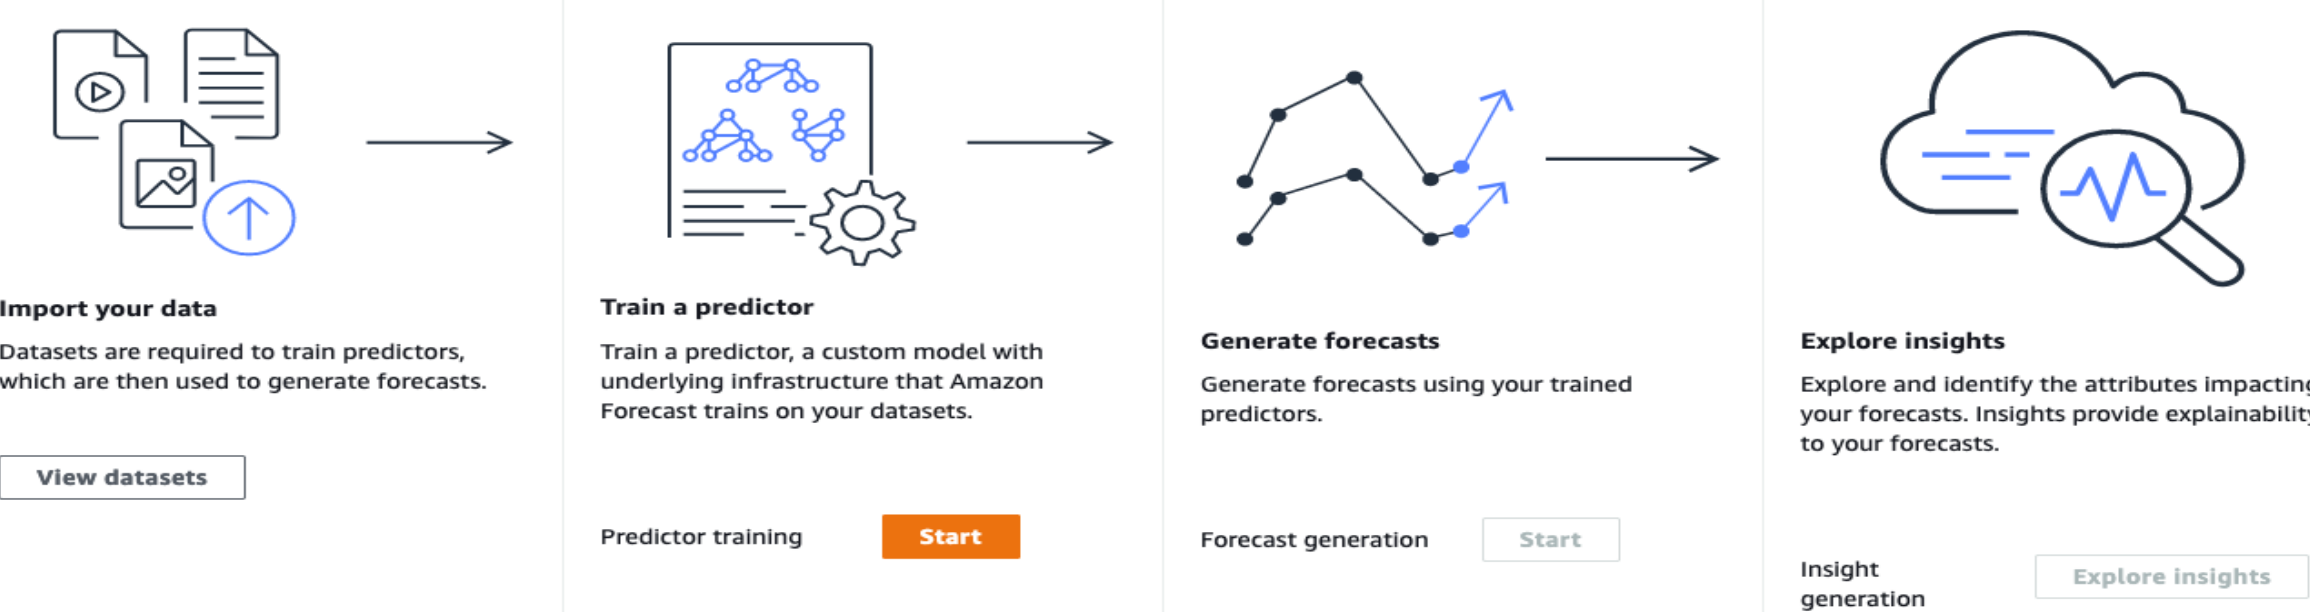 Import your data
Datasets are required to train predictors,
which are then used to generate forecasts.
View datasets
Train a predictor
Train a predictor, a custom model with
underlying infrastructure that Amazon
Forecast trains on your datasets.
Predictor training
Start
Generate forecasts
Generate forecasts using your trained
predictors.
Forecast generation
Start
Explore insights
Explore and identify the attributes impacting
your forecasts. Insights provide explainability
to your forecasts.
Insight
generation
Explore insights